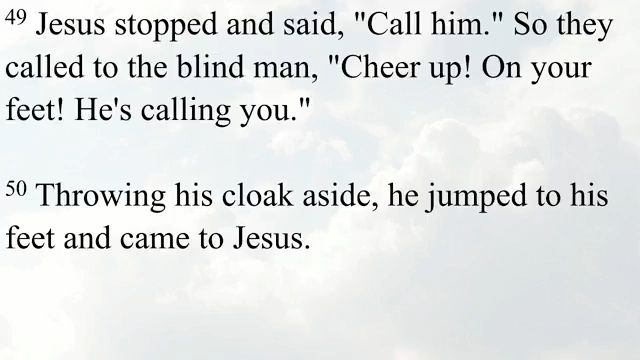 49 Jesus stopped and said, "Call him." So they
called to the blind man, "Cheer up! On your
feet! He's calling you."
50 Throwing his cloak aside, he jumped to his
feet and came to Jesus.